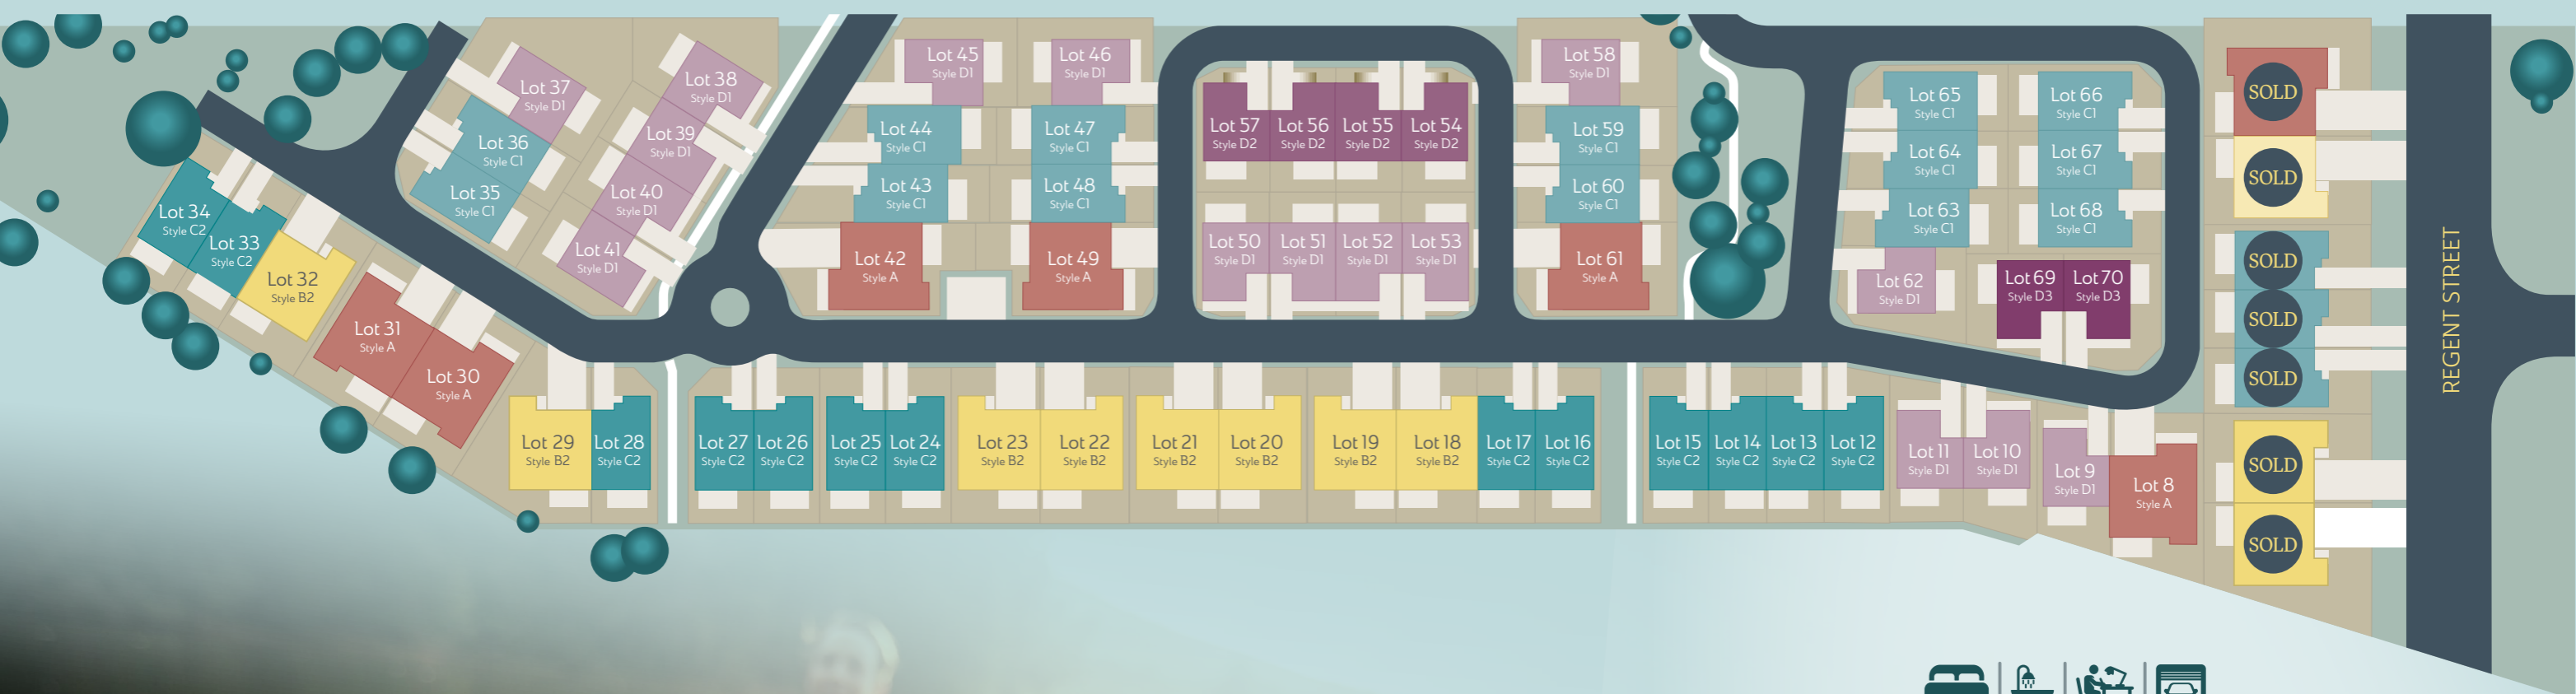 Lot 37
Style D1
Lot 38
Style D1
Lot 36
Style C1
Lot 39
Style D1
Lot 35
Style C1
Lot 40
Style D1
Lot 41
Style D1
Lot 34
Style C2
Lot 33
Style C2
Lot 32
Style B2
Lot 31
Style A
Lot 30
Style A
Lot 45
Style D1
Lot 46
Style D1
Lot 44
Style C1
Lot 47
Style C1
Lot 43
Style C1
Lot 48
Style C1
Lot 42
Style A
Lot 49
Style A
Lot 57
Style D2
Lot 56
Style D2
Lot 55
Style D2
Lot 54
Style D2
Lot 50
Style D1
Lot 51
Style D1
Lot 52
Style D1
Lot 53
Style D1
Lot 58
Style D1
Lot 59
Style C1
Lot 60
Style C1
Lot 61
Style A
Lot 65
Style C1
Lot 66
Style C1
Lot 64
Style C1
Lot 67
Style C1
Lot 63
Style C1
Lot 68
Style C1
Lot 62
Style D1
Lot 69
Style D3
Lot 70
Style D3
SOLD
SOLD
SOLD
SOLD
SOLD
SOLD
SOLD
REGENT STREET
Lot 29
Style B2
Lot 28
Style C2
Lot 27
Style C2
Lot 26
Style C2
Lot 25
Style C2
Lot 24
Style C2
Lot 23
Style B2
Lot 22
Style B2
Lot 21
Style B2
Lot 20
Style B2
Lot 19
Style B2
Lot 18
Style B2
Lot 17
Style C2
Lot 16
Style C2
Lot 15
Style C2
Lot 14
Style C2
Lot 13
Style C2
Lot 12
Style C2
Lot 11
Style D1
Lot 10
Style D1
Lot 9
Style D1
Lot 8
Style A